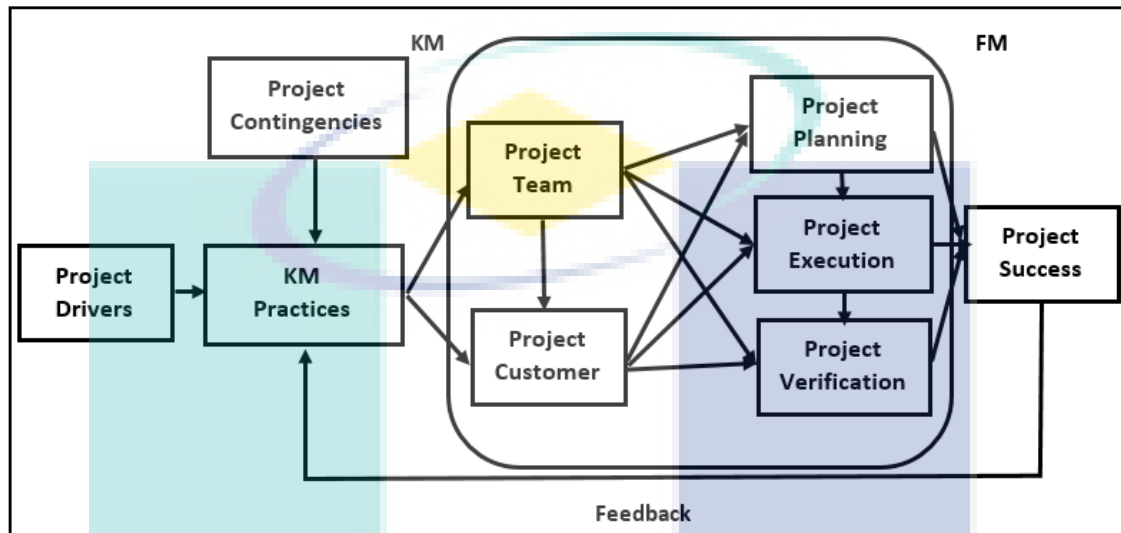 KM
FM
Project
Contingencies
Project
Planning
Project
Team
Project
Drivers
KM
Practices
Project
Execution
Project
Success
Project
Customer
Project
Verification
Feedback